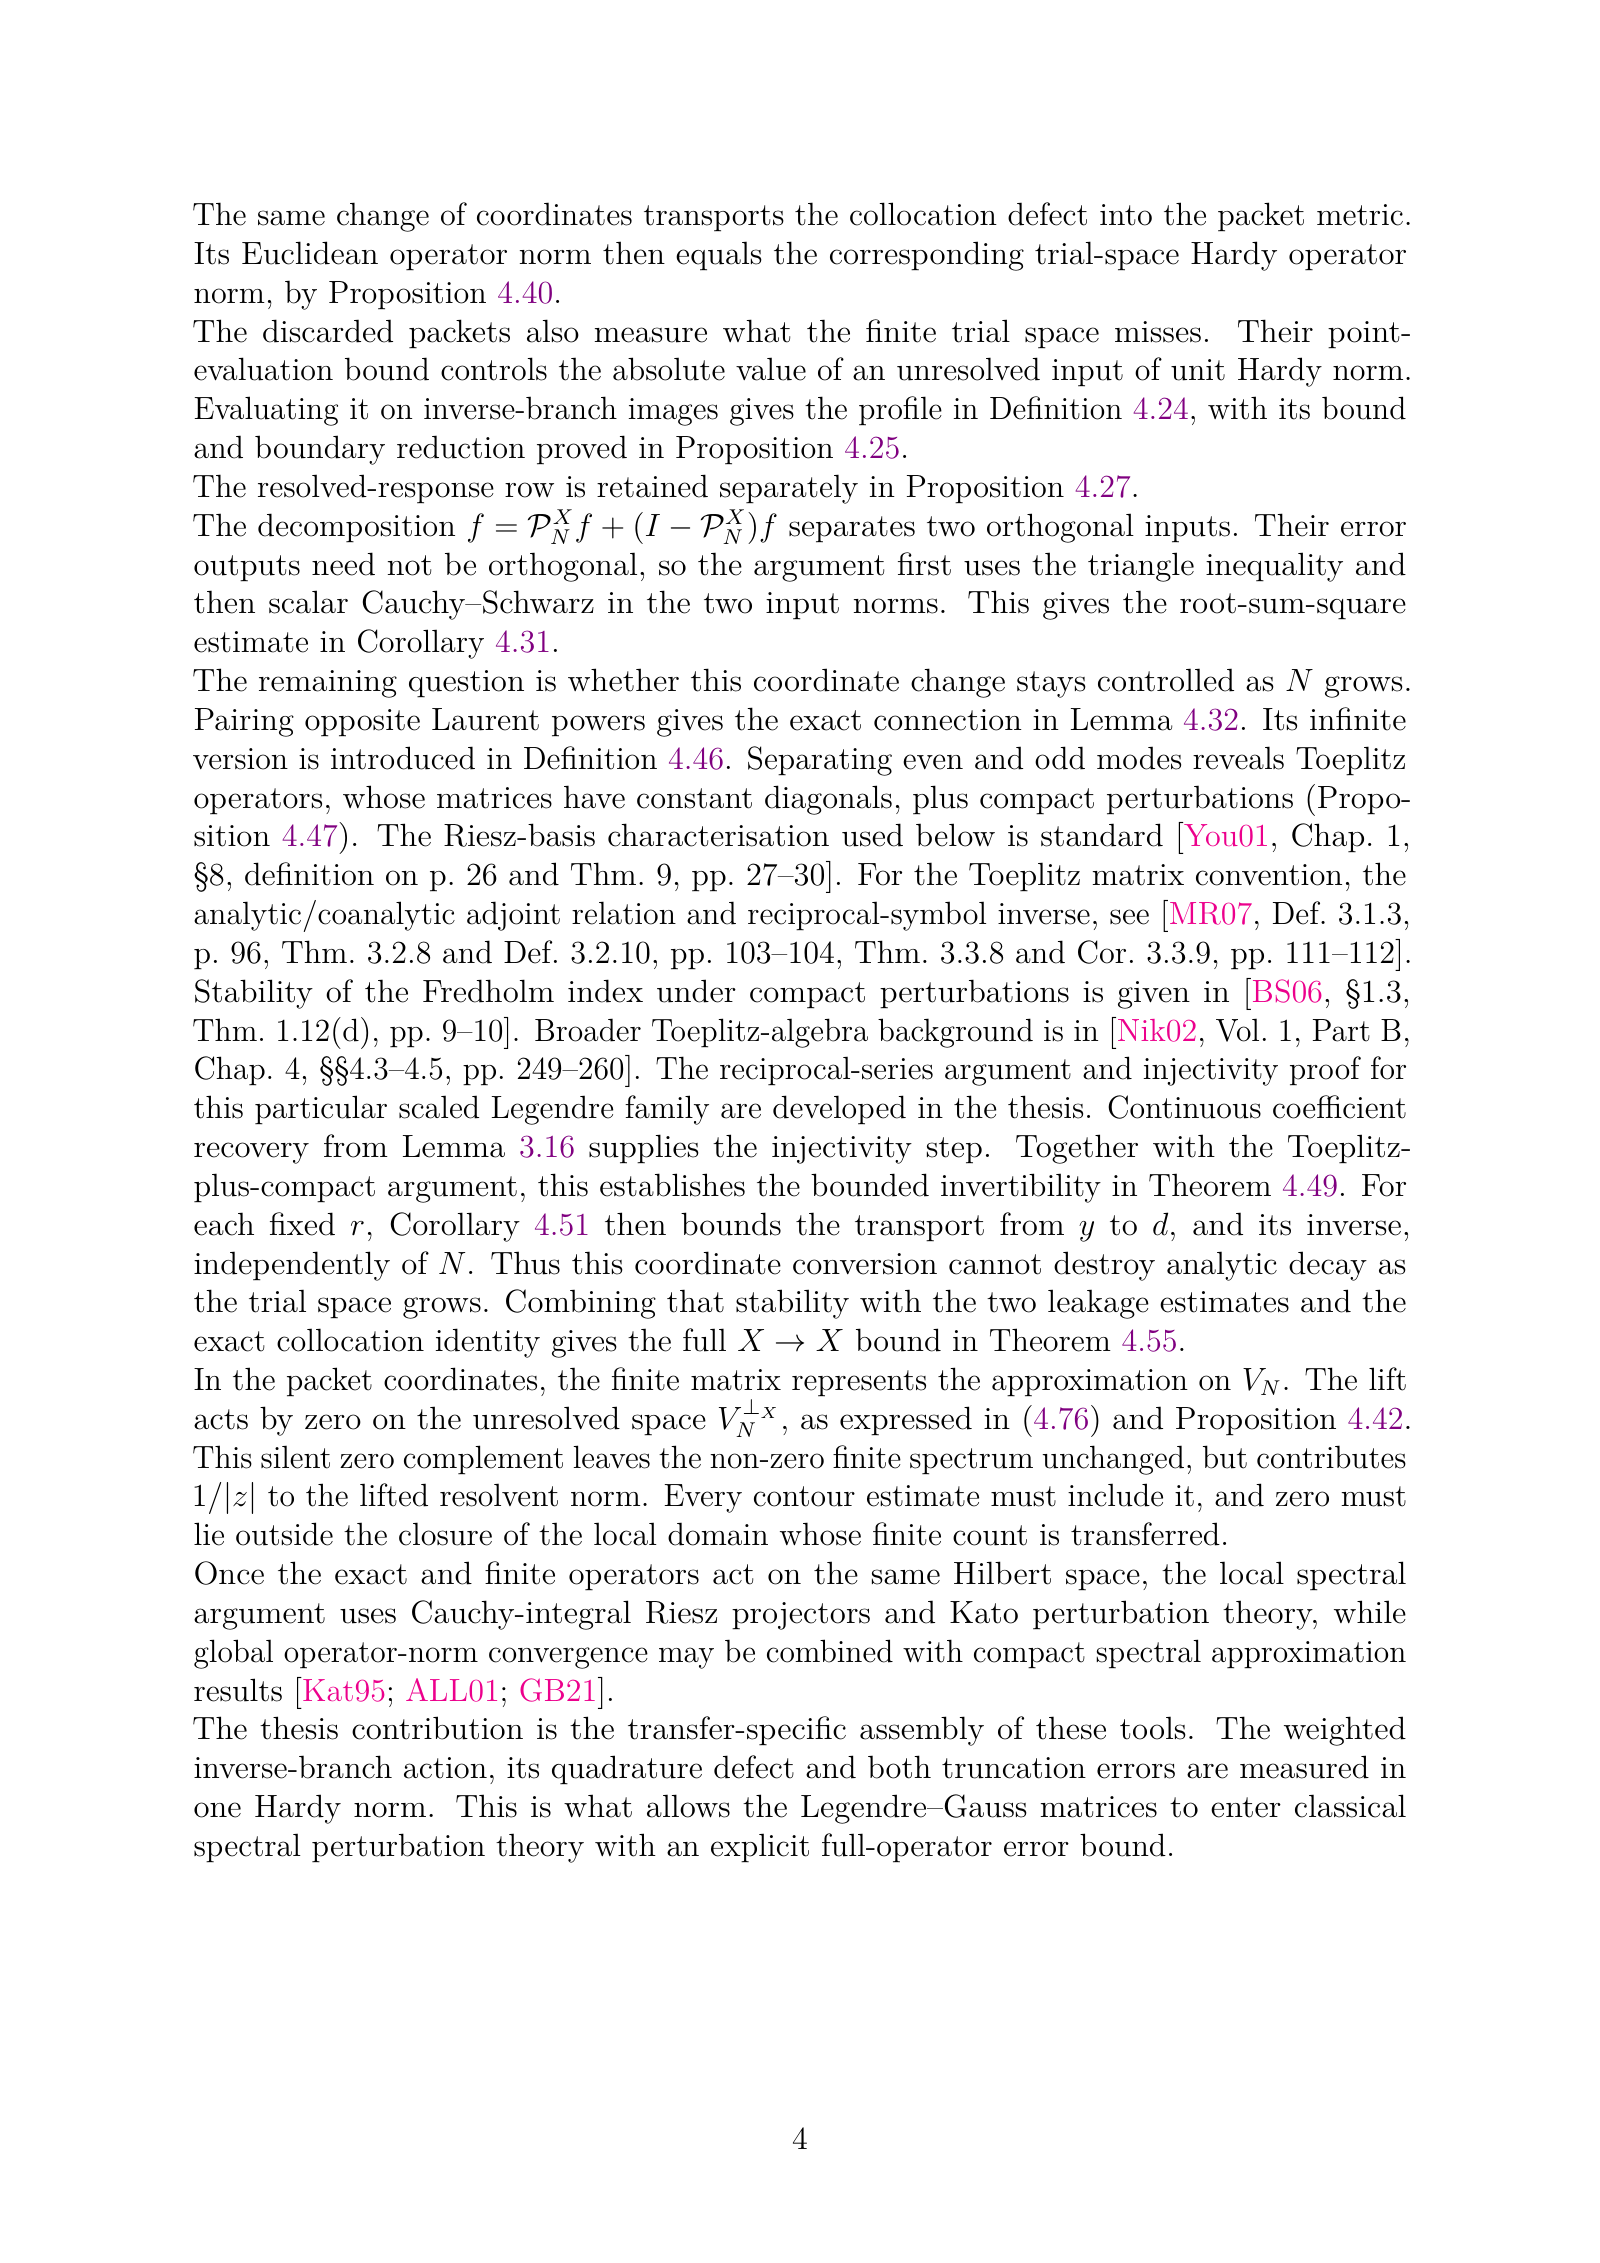 The same change of coordinates transports the collocation defect into the packet metric.
Its Euclidean operator norm then equals the corresponding trial-space Hardy operator
norm, by Proposition 4.40.
The discarded packets also measure what the finite trial space misses. Their point-
evaluation bound controls the absolute value of an unresolved input of unit Hardy norm.
Evaluating it on inverse-branch images gives the profile in Definition 4.24, with its bound
and boundary reduction proved in Proposition 4.25.
The resolved-response row is retained separately in Proposition 4.27.
The decomposition $f = \mathcal{P}_N^X f + (I - \mathcal{P}_N^X)f$ separates two orthogonal inputs. Their error
outputs need not be orthogonal, so the argument first uses the triangle inequality and
then scalar Cauchy–Schwarz in the two input norms. This gives the root-sum-square
estimate in Corollary 4.31.
The remaining question is whether this coordinate change stays controlled as $N$ grows.
Pairing opposite Laurent powers gives the exact connection in Lemma 4.32. Its infinite
version is introduced in Definition 4.46. Separating even and odd modes reveals Toeplitz
operators, whose matrices have constant diagonals, plus compact perturbations (Propo-
sition 4.47). The Riesz-basis characterisation used below is standard [You01, Chap. 1,
§8, definition on p. 26 and Thm. 9, pp. 27–30]. For the Toeplitz matrix convention, the
analytic/coanalytic adjoint relation and reciprocal-symbol inverse, see [MR07, Def. 3.1.3,
p. 96, Thm. 3.2.8 and Def. 3.2.10, pp. 103–104, Thm. 3.3.8 and Cor. 3.3.9, pp. 111–112].
Stability of the Fredholm index under compact perturbations is given in [BS06, §1.3,
Thm. 1.12(d), pp. 9–10]. Broader Toeplitz-algebra background is in [Nik02, Vol. 1, Part B,
Chap. 4, §§4.3–4.5, pp. 249–260]. The reciprocal-series argument and injectivity proof for
this particular scaled Legendre family are developed in the thesis. Continuous coefficient
recovery from Lemma 3.16 supplies the injectivity step. Together with the Toeplitz-
plus-compact argument, this establishes the bounded invertibility in Theorem 4.49. For
each fixed $r$, Corollary 4.51 then bounds the transport from $y$ to $d$, and its inverse,
independently of $N$. Thus this coordinate conversion cannot destroy analytic decay as
the trial space grows. Combining that stability with the two leakage estimates and the
exact collocation identity gives the full $X \to X$ bound in Theorem 4.55.
In the packet coordinates, the finite matrix represents the approximation on $V_N$. The lift
acts by zero on the unresolved space $V_N^{\perp_X}$, as expressed in (4.76) and Proposition 4.42.
This silent zero complement leaves the non-zero finite spectrum unchanged, but contributes
$1/|z|$ to the lifted resolvent norm. Every contour estimate must include it, and zero must
lie outside the closure of the local domain whose finite count is transferred.
Once the exact and finite operators act on the same Hilbert space, the local spectral
argument uses Cauchy-integral Riesz projectors and Kato perturbation theory, while
global operator-norm convergence may be combined with compact spectral approximation
results [Kat95; ALL01; GB21].
The thesis contribution is the transfer-specific assembly of these tools. The weighted
inverse-branch action, its quadrature defect and both truncation errors are measured in
one Hardy norm. This is what allows the Legendre–Gauss matrices to enter classical
spectral perturbation theory with an explicit full-operator error bound.
4